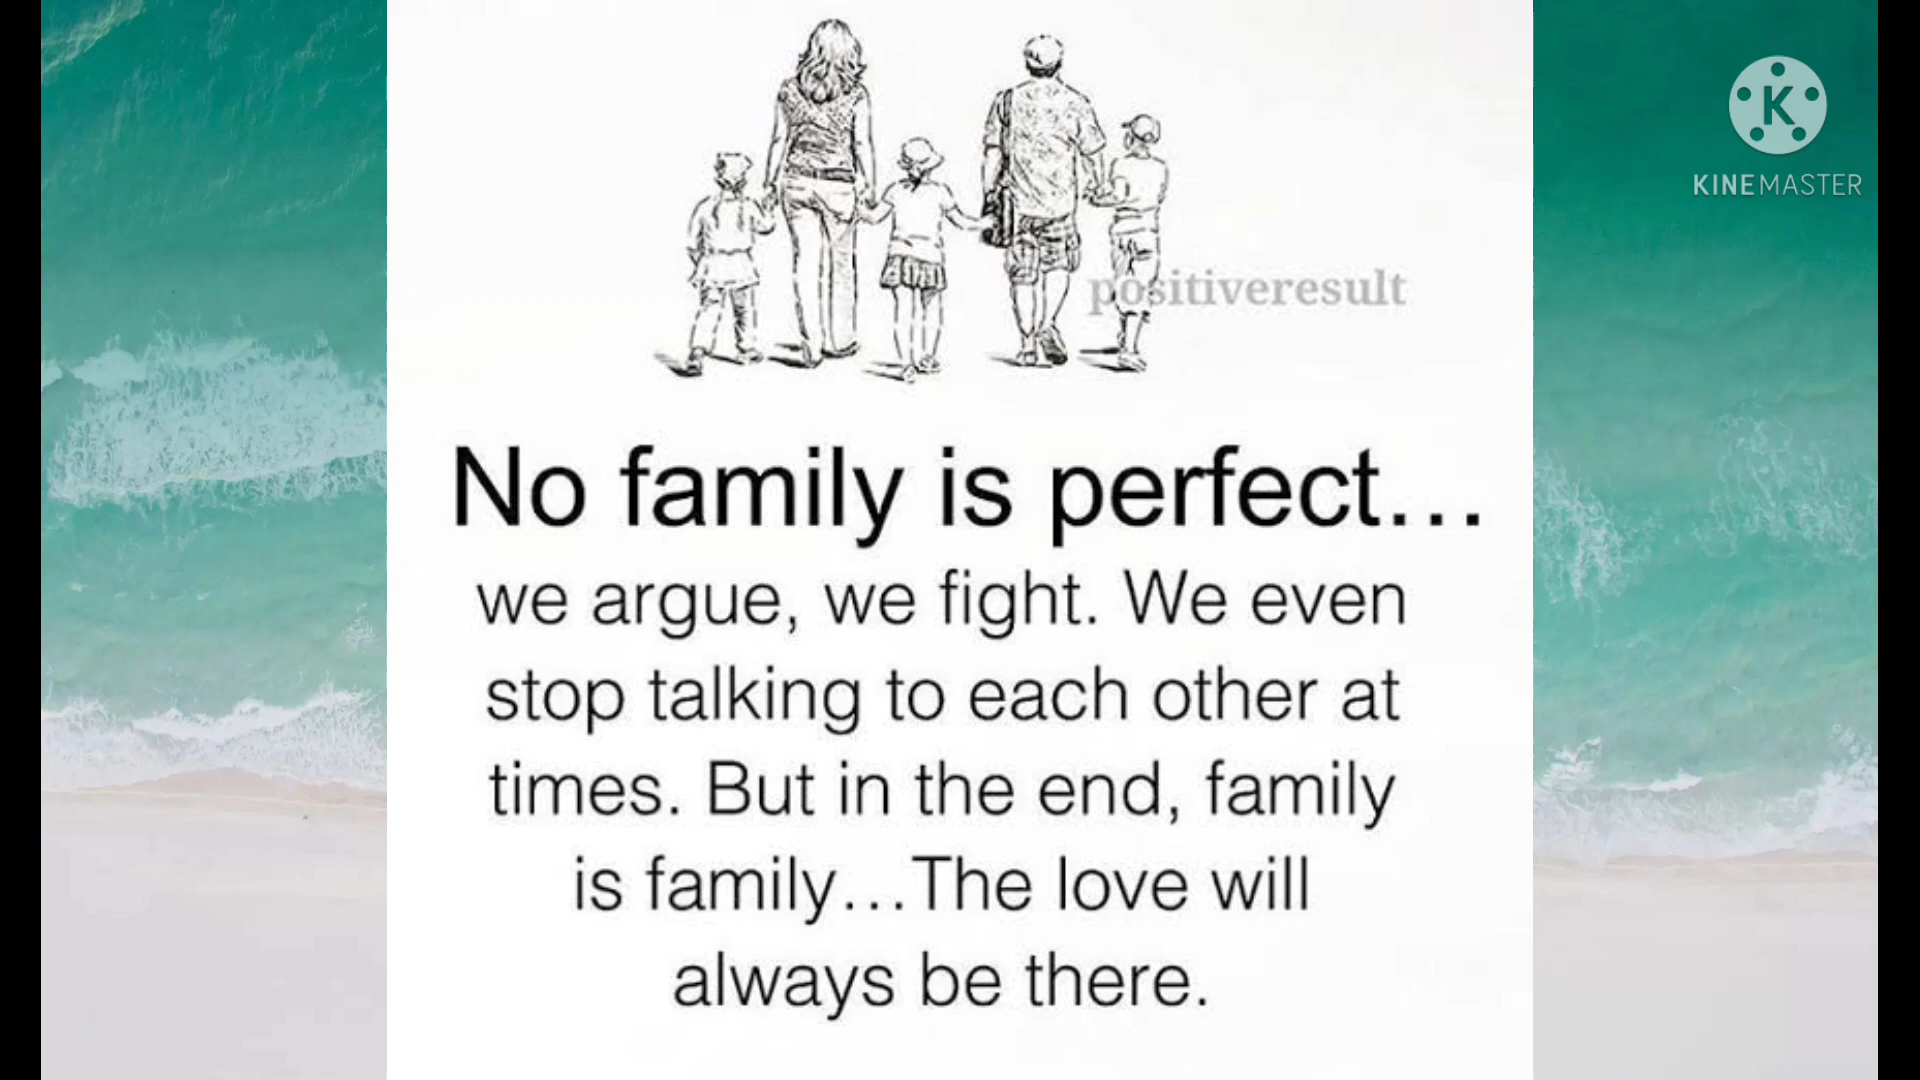 K
KINEMASTER
positiveresult
No family is perfect...
we argue, we fight. We even
stop talking to each other at
times. But in the end, family
is family...The love will
always be there.